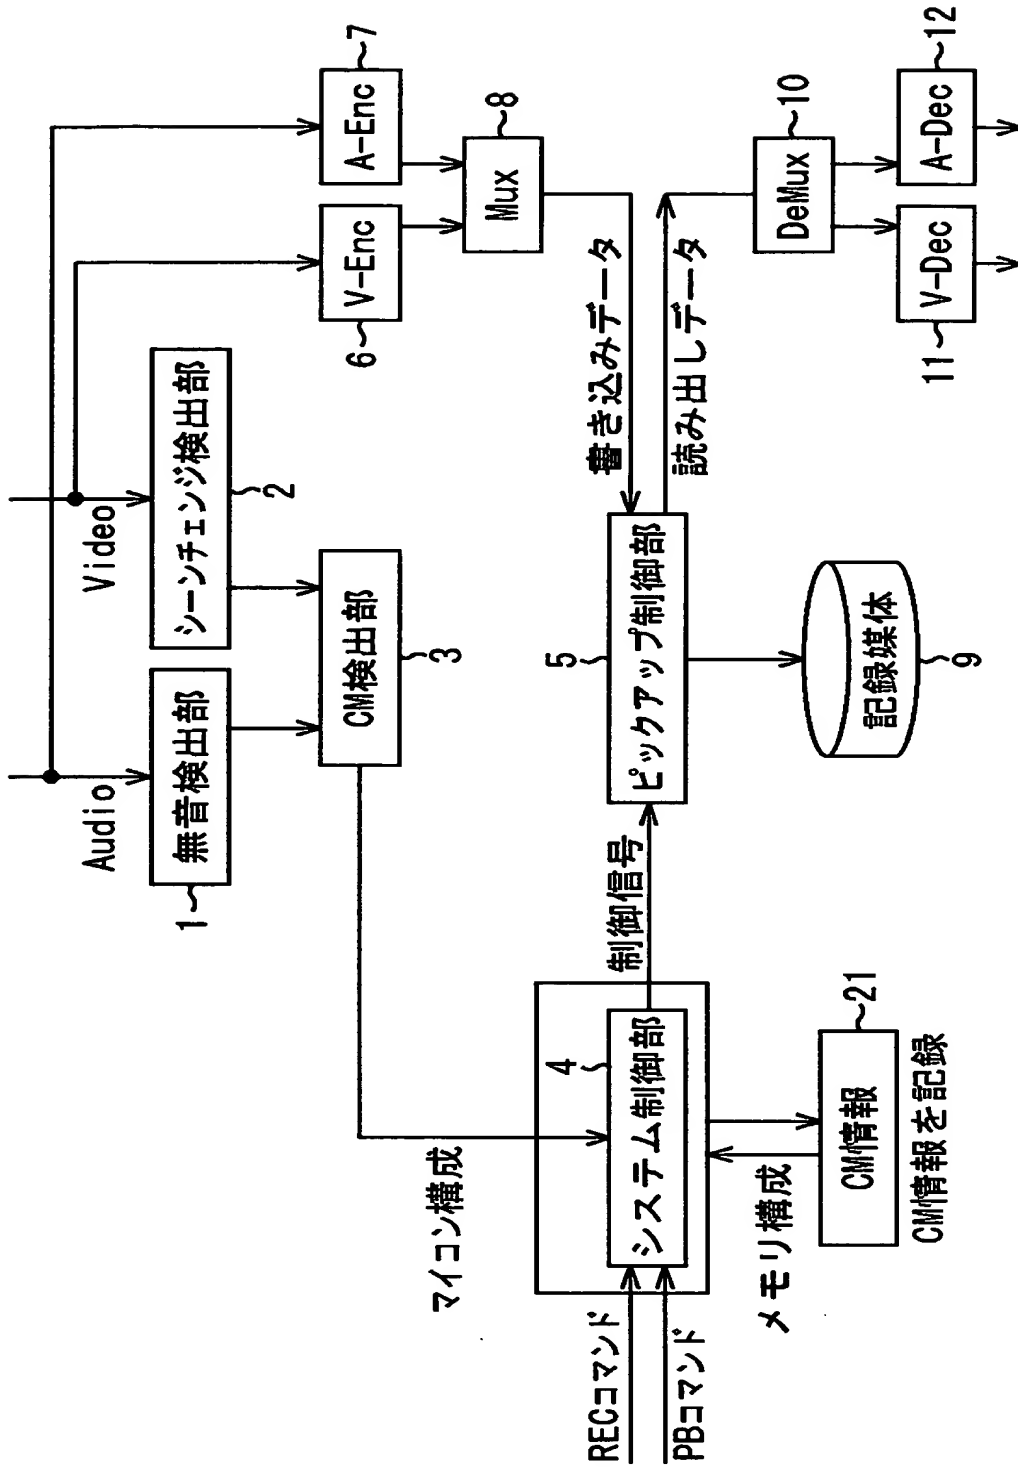 Audio
Video
無音検出部
1
シーンチェンジ検出部
2
CM検出部
3
V-Enc
6
A-Enc
7
Mux
8
マイコン構成
RECコマンド
PBコマンド
システム制御部
4
制御信号
ピックアップ制御部
5
書き込みデータ
読み出しデータ
DeMux
10
メモリ構成
CM情報
21
CM情報を記録
記録媒体
9
V-Dec
11
A-Dec
12